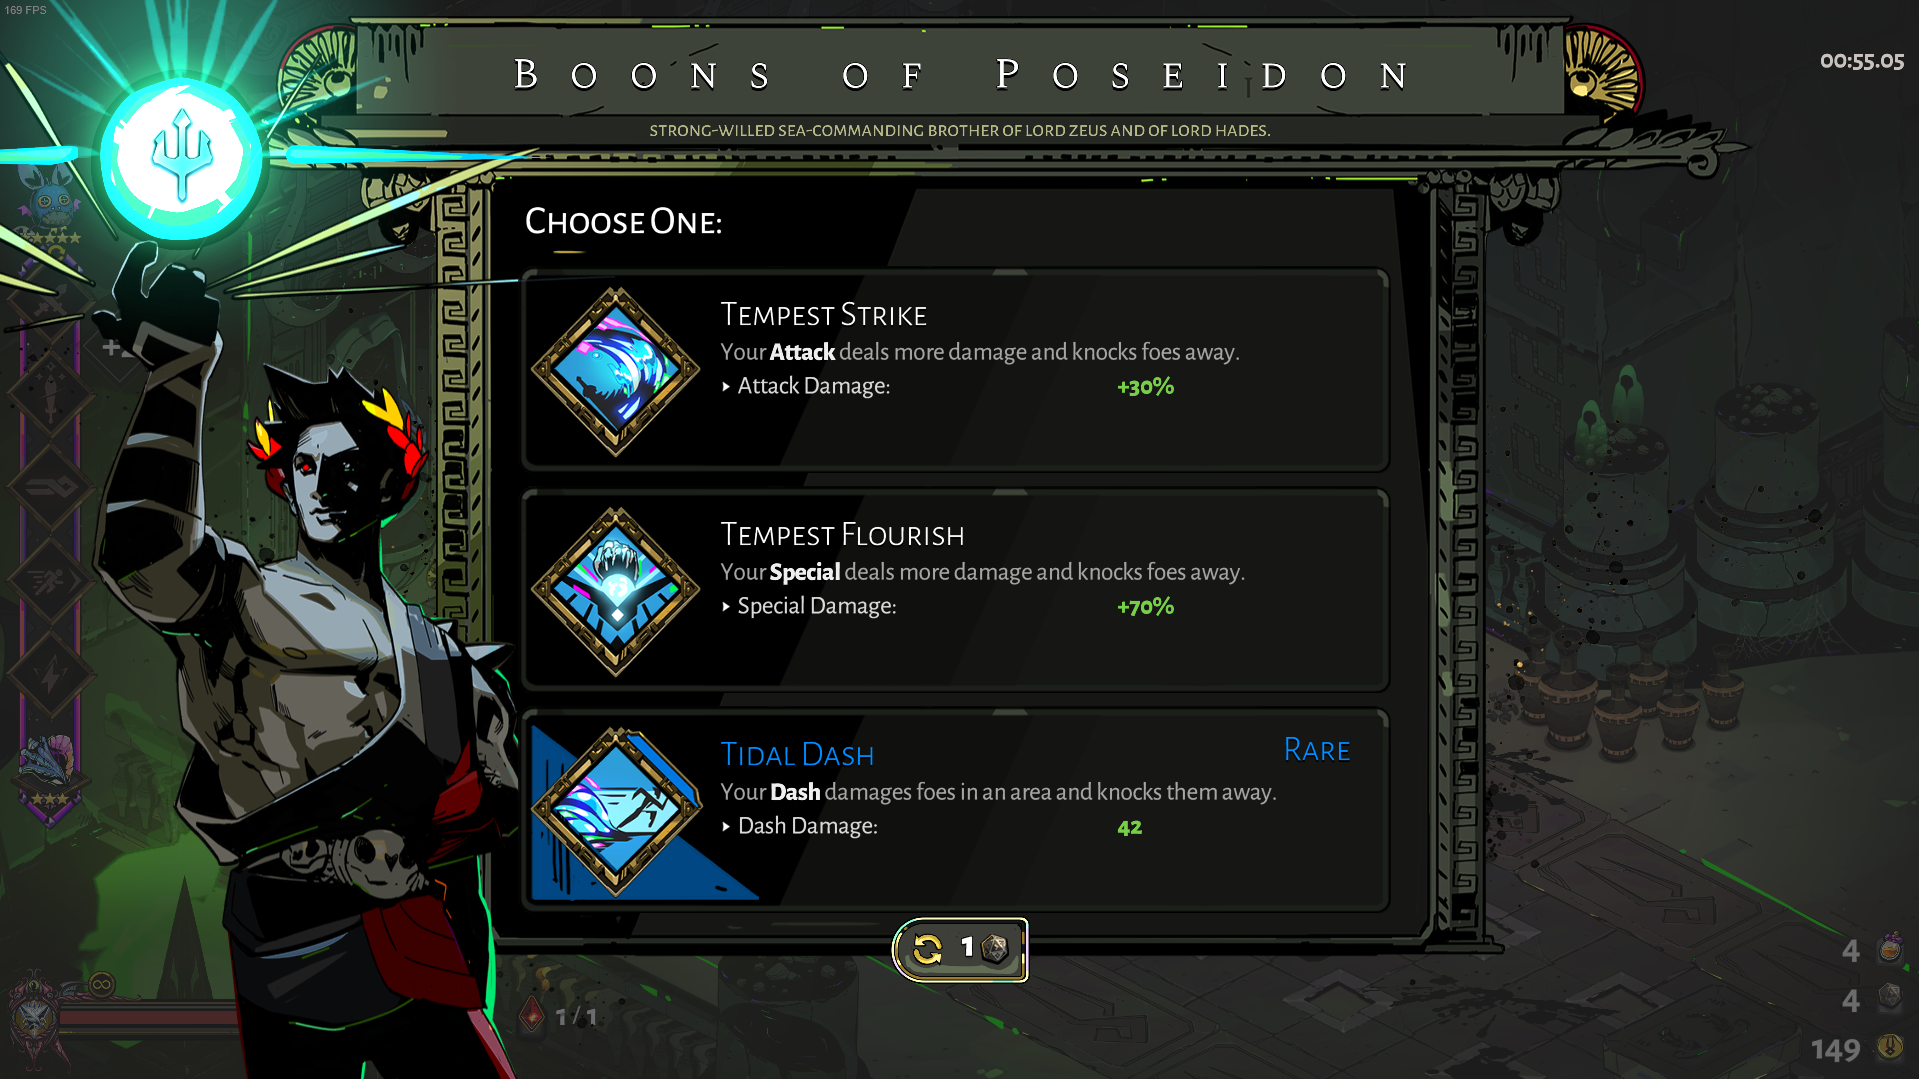 169 FPS
BOONS OF POSEIDON
00:55.05
STRONG-WILLED SEA-COMMANDING BROTHER OF LORD ZEUS AND OF LORD HADES.
CHOOSE ONE:
TEMPEST STRIKE
Your Attack deals more damage and knocks foes away.
▸ Attack Damage: +30%
TEMPEST FLOURISH
Your Special deals more damage and knocks foes away.
▸ Special Damage: +70%
TIDAL DASH RARE
Your Dash damages foes in an area and knocks them away.
▸ Dash Damage: 42
1
4
1/1
4
149